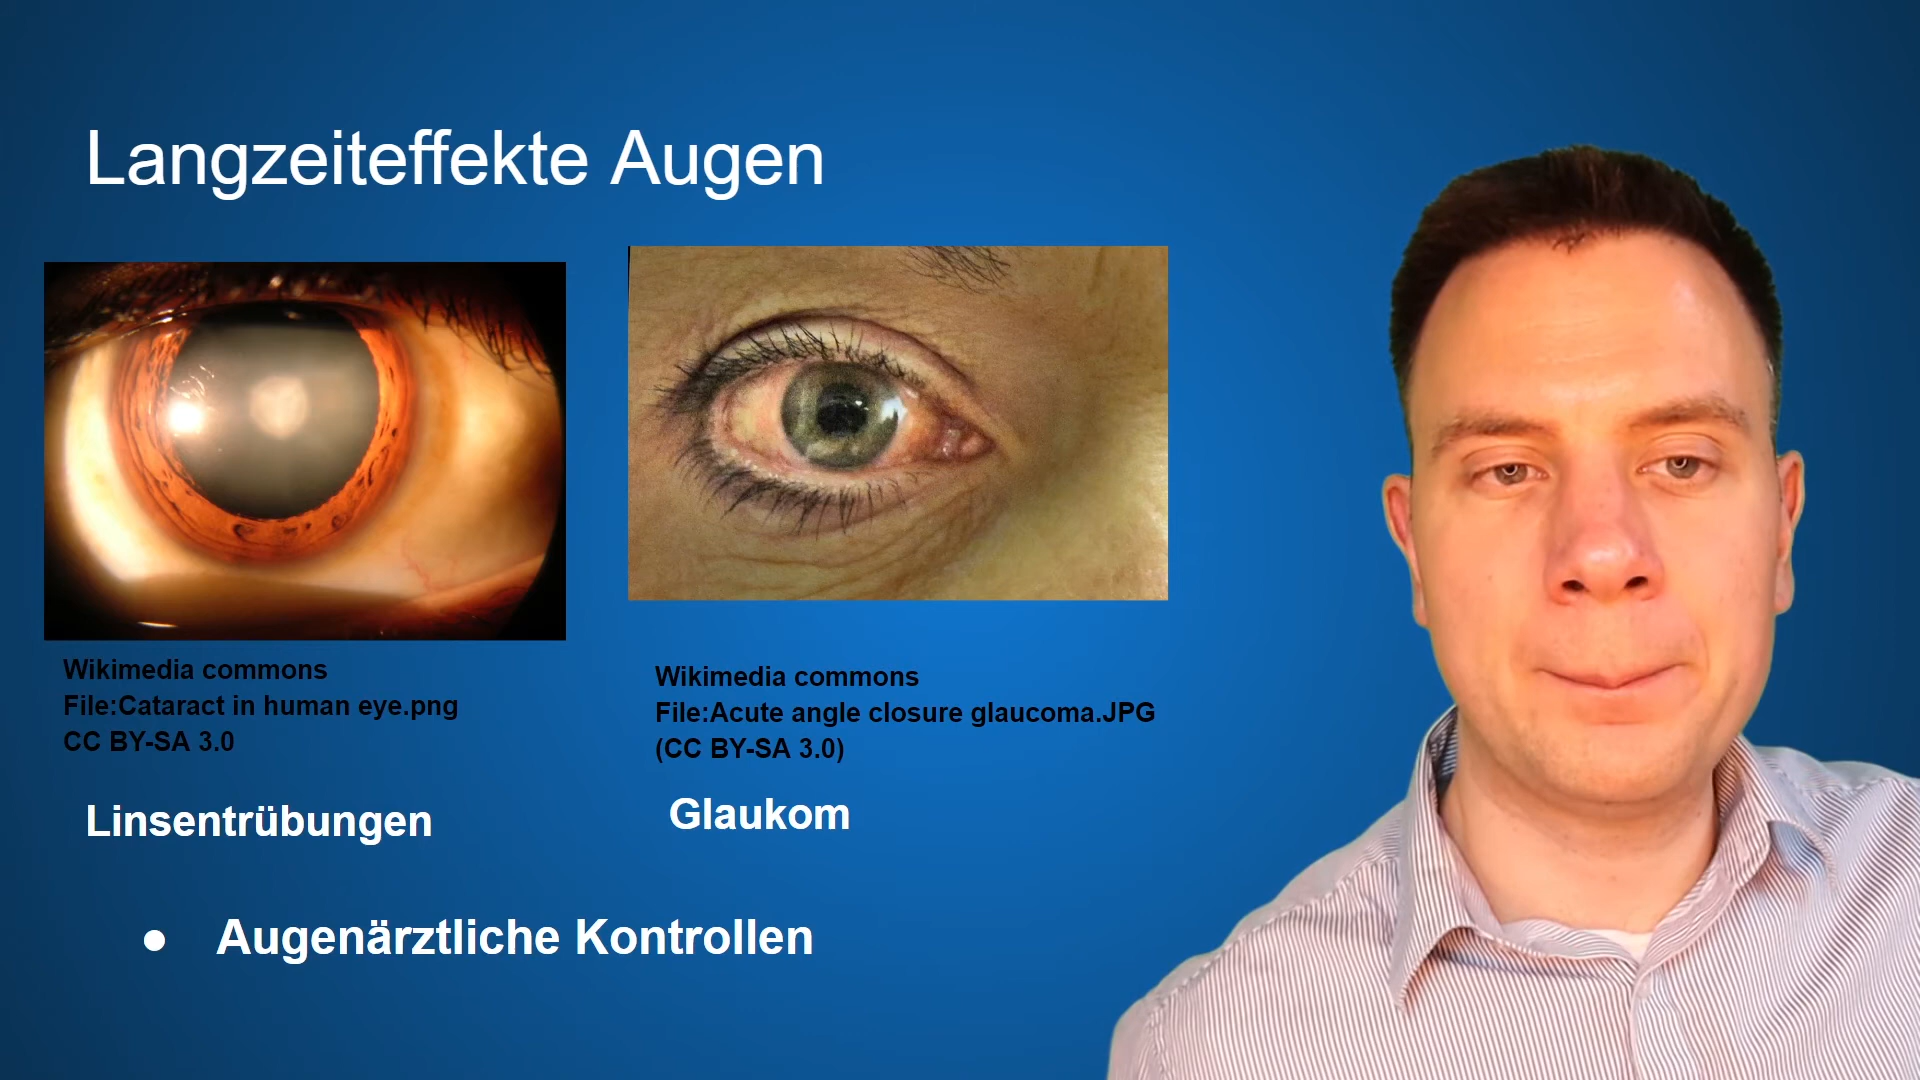 Langzeiteffekte Augen
Wikimedia commons
File:Cataract in human eye.png
CC BY-SA 3.0
Wikimedia commons
File:Acute angle closure glaucoma.JPG
(CC BY-SA 3.0)
Linsentrübungen
Glaukom
● Augenärztliche Kontrollen